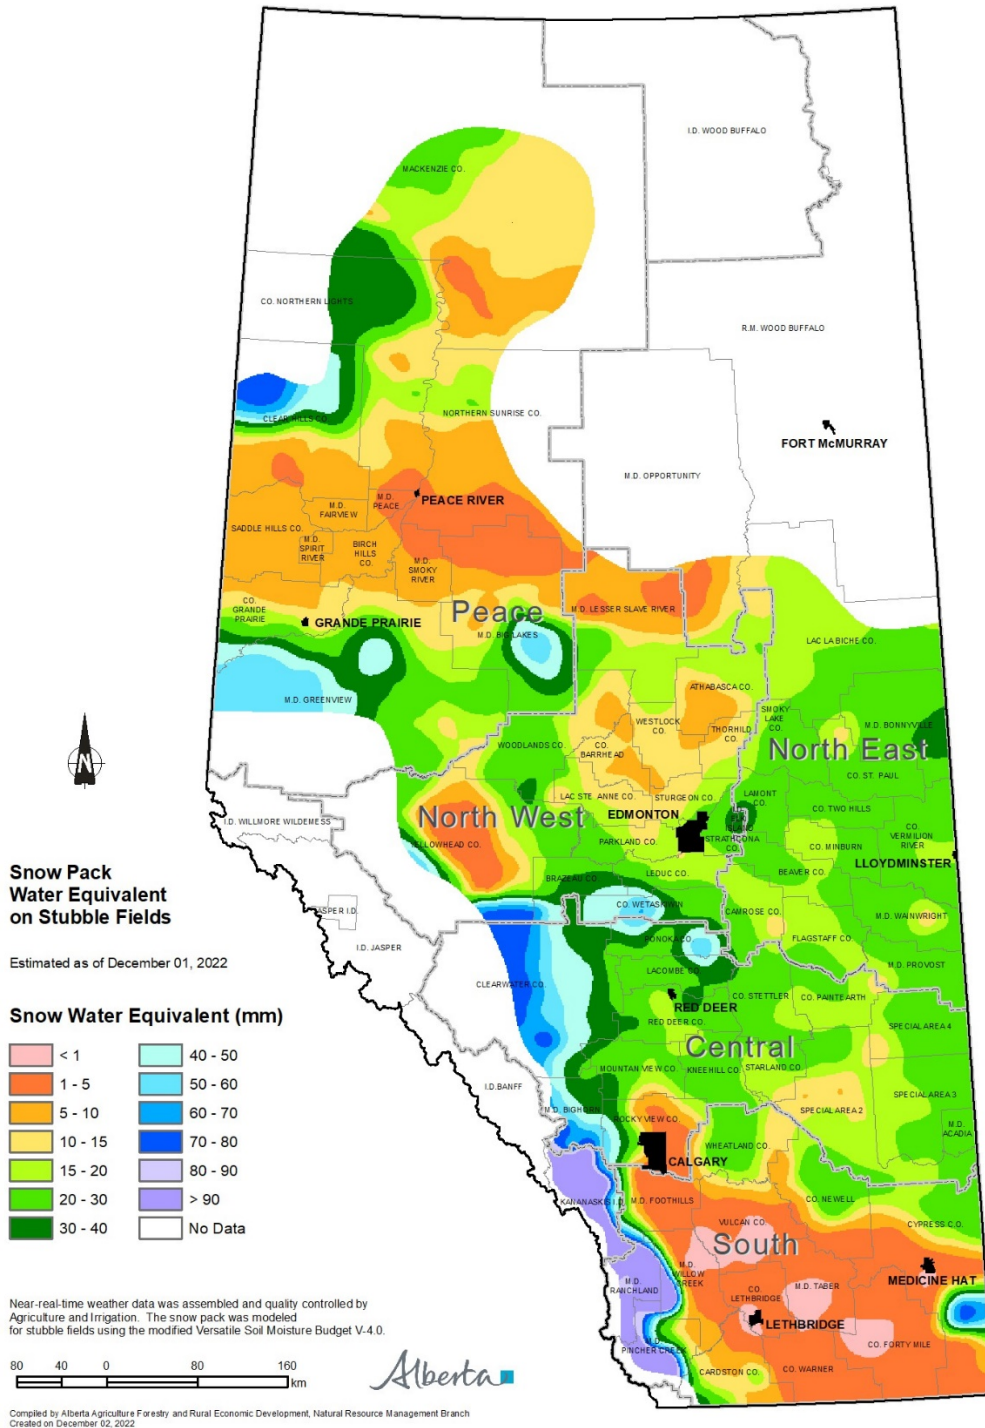 I.D. WOOD BUFFALO
MACKENZIE CO.
CO. NORTHERN LIGHTS
R.M. WOOD BUFFALO
CLEAR HILLS CO.
NORTHERN SUNRISE CO.
FORT McMURRAY
M.D. OPPORTUNITY
M.D.
PEACE
PEACE RIVER
M.D.
FAIRVIEW
SADDLE HILLS CO.
M.D.
SPIRIT
RIVER
BIRCH
HILLS
CO.
M.D.
SMOKY
RIVER
CO.
GRANDE
PRAIRIE
GRANDE PRAIRIE
Peace
M.D. BIG LAKES
M.D. LESSER SLAVE RIVER
LAC LA BICHE CO.
M.D. GREENVIEW
ATHABASCA CO.
SMOKY
LAKE
CO.
M.D. BONNYVILLE
WESTLOCK
CO.
THORHILD
CO.
WOODLANDS CO.
CO.
BARRHEAD
North East
CO. ST. PAUL
LAC STE ANNE CO.
STURGEON CO.
LAMONT
CO.
North West
EDMONTON
CO. TWO HILLS
I.D. WILLMORE WILDERNESS
ELK
ISLAND
STRATHCONA
CO.
CO.
VERMILION
RIVER
YELLOWHEAD CO.
PARKLAND CO.
CO. MINBURN
LLOYDMINSTER
BRAZEAU CO.
LEDUC CO.
BEAVER CO.
Snow Pack
Water Equivalent
on Stubble Fields
CO. WETASKIWIN
CAMROSE CO.
M.D. WAINWRIGHT
JASPER I.D.
I.D. JASPER
PONOKA CO.
FLAGSTAFF CO.
Estimated as of December 01, 2022
LACOMBE CO.
M.D. PROVOST
CLEARWATER CO.
CO. STETTLER
CO. PAINTEARTH
RED DEER
RED DEER CO.
SPECIAL AREA 4
Snow Water Equivalent (mm)
Central
< 1
40 - 50
1 - 5
50 - 60
5 - 10
60 - 70
10 - 15
70 - 80
15 - 20
80 - 90
20 - 30
> 90
30 - 40
No Data
MOUNTAN VIEW CO.
KNEEHILL CO.
STARLAND CO.
I.D.BANFF
SPECIAL AREA 3
M.D. BIGHORN
ROCKY VIEW CO.
SPECIAL AREA 2
M.D.
ACADIA
WHEATLAND CO.
CALGARY
KANANASKIS I.D.
M.D. FOOTHILLS
CO. NEWELL
VULCAN CO.
CYPRESS C.O.
South
M.D.
WILLOW
CREEK
MEDICINE HAT
M.D.
RANCHLAND
CO.
LETHBRIDGE
M.D. TABER
LETHBRIDGE
M.D.
PINCHER CREEK
CO. FORTY MILE
CARDSTON CO.
CO. WARNER
Near-real-time weather data was assembled and quality controlled by
Agriculture and Irrigation. The snow pack was modeled
for stubble fields using the modified Versatile Soil Moisture Budget V-4.0.
80 40 0 80 160
km
Alberta
Compiled by Alberta Agriculture Forestry and Rural Economic Development, Natural Resource Management Branch
Created on December 02, 2022
N